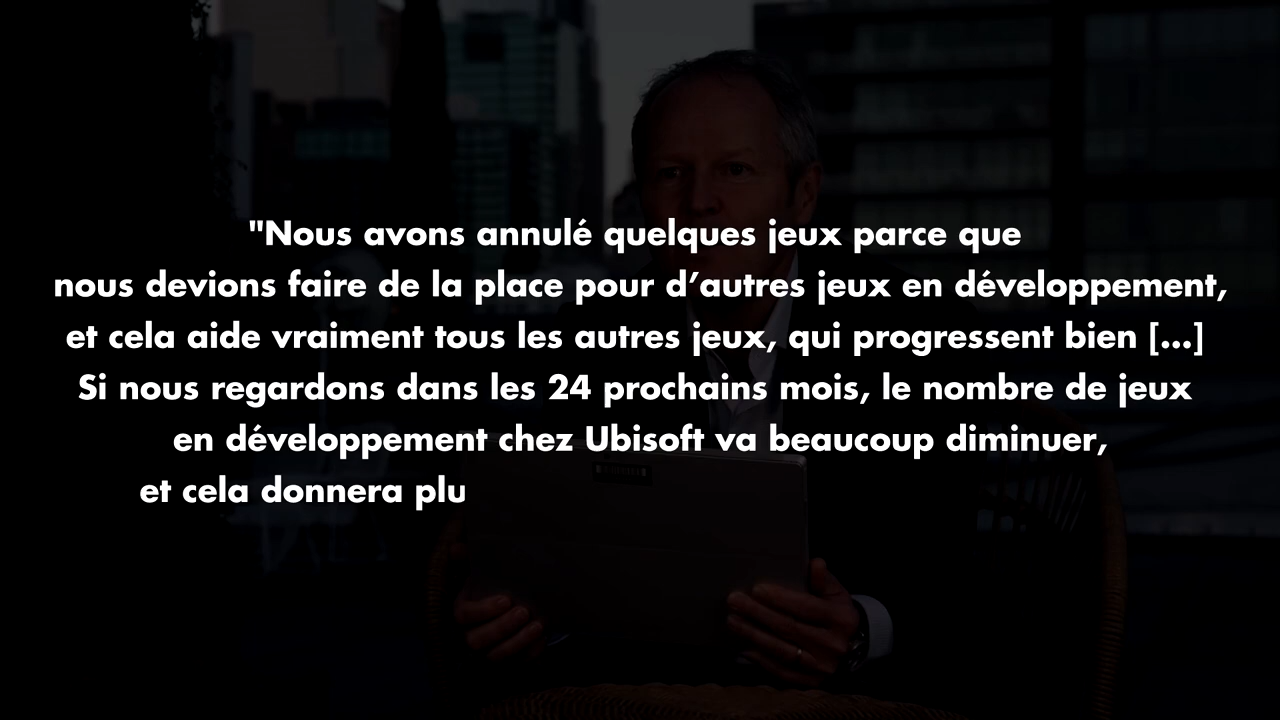 "Nous avons annulé quelques jeux parce que
nous devions faire de la place pour d’autres jeux en développement,
et cela aide vraiment tous les autres jeux, qui progressent bien [...]
Si nous regardons dans les 24 prochains mois, le nombre de jeux
en développement chez Ubisoft va beaucoup diminuer,
et cela donnera plu